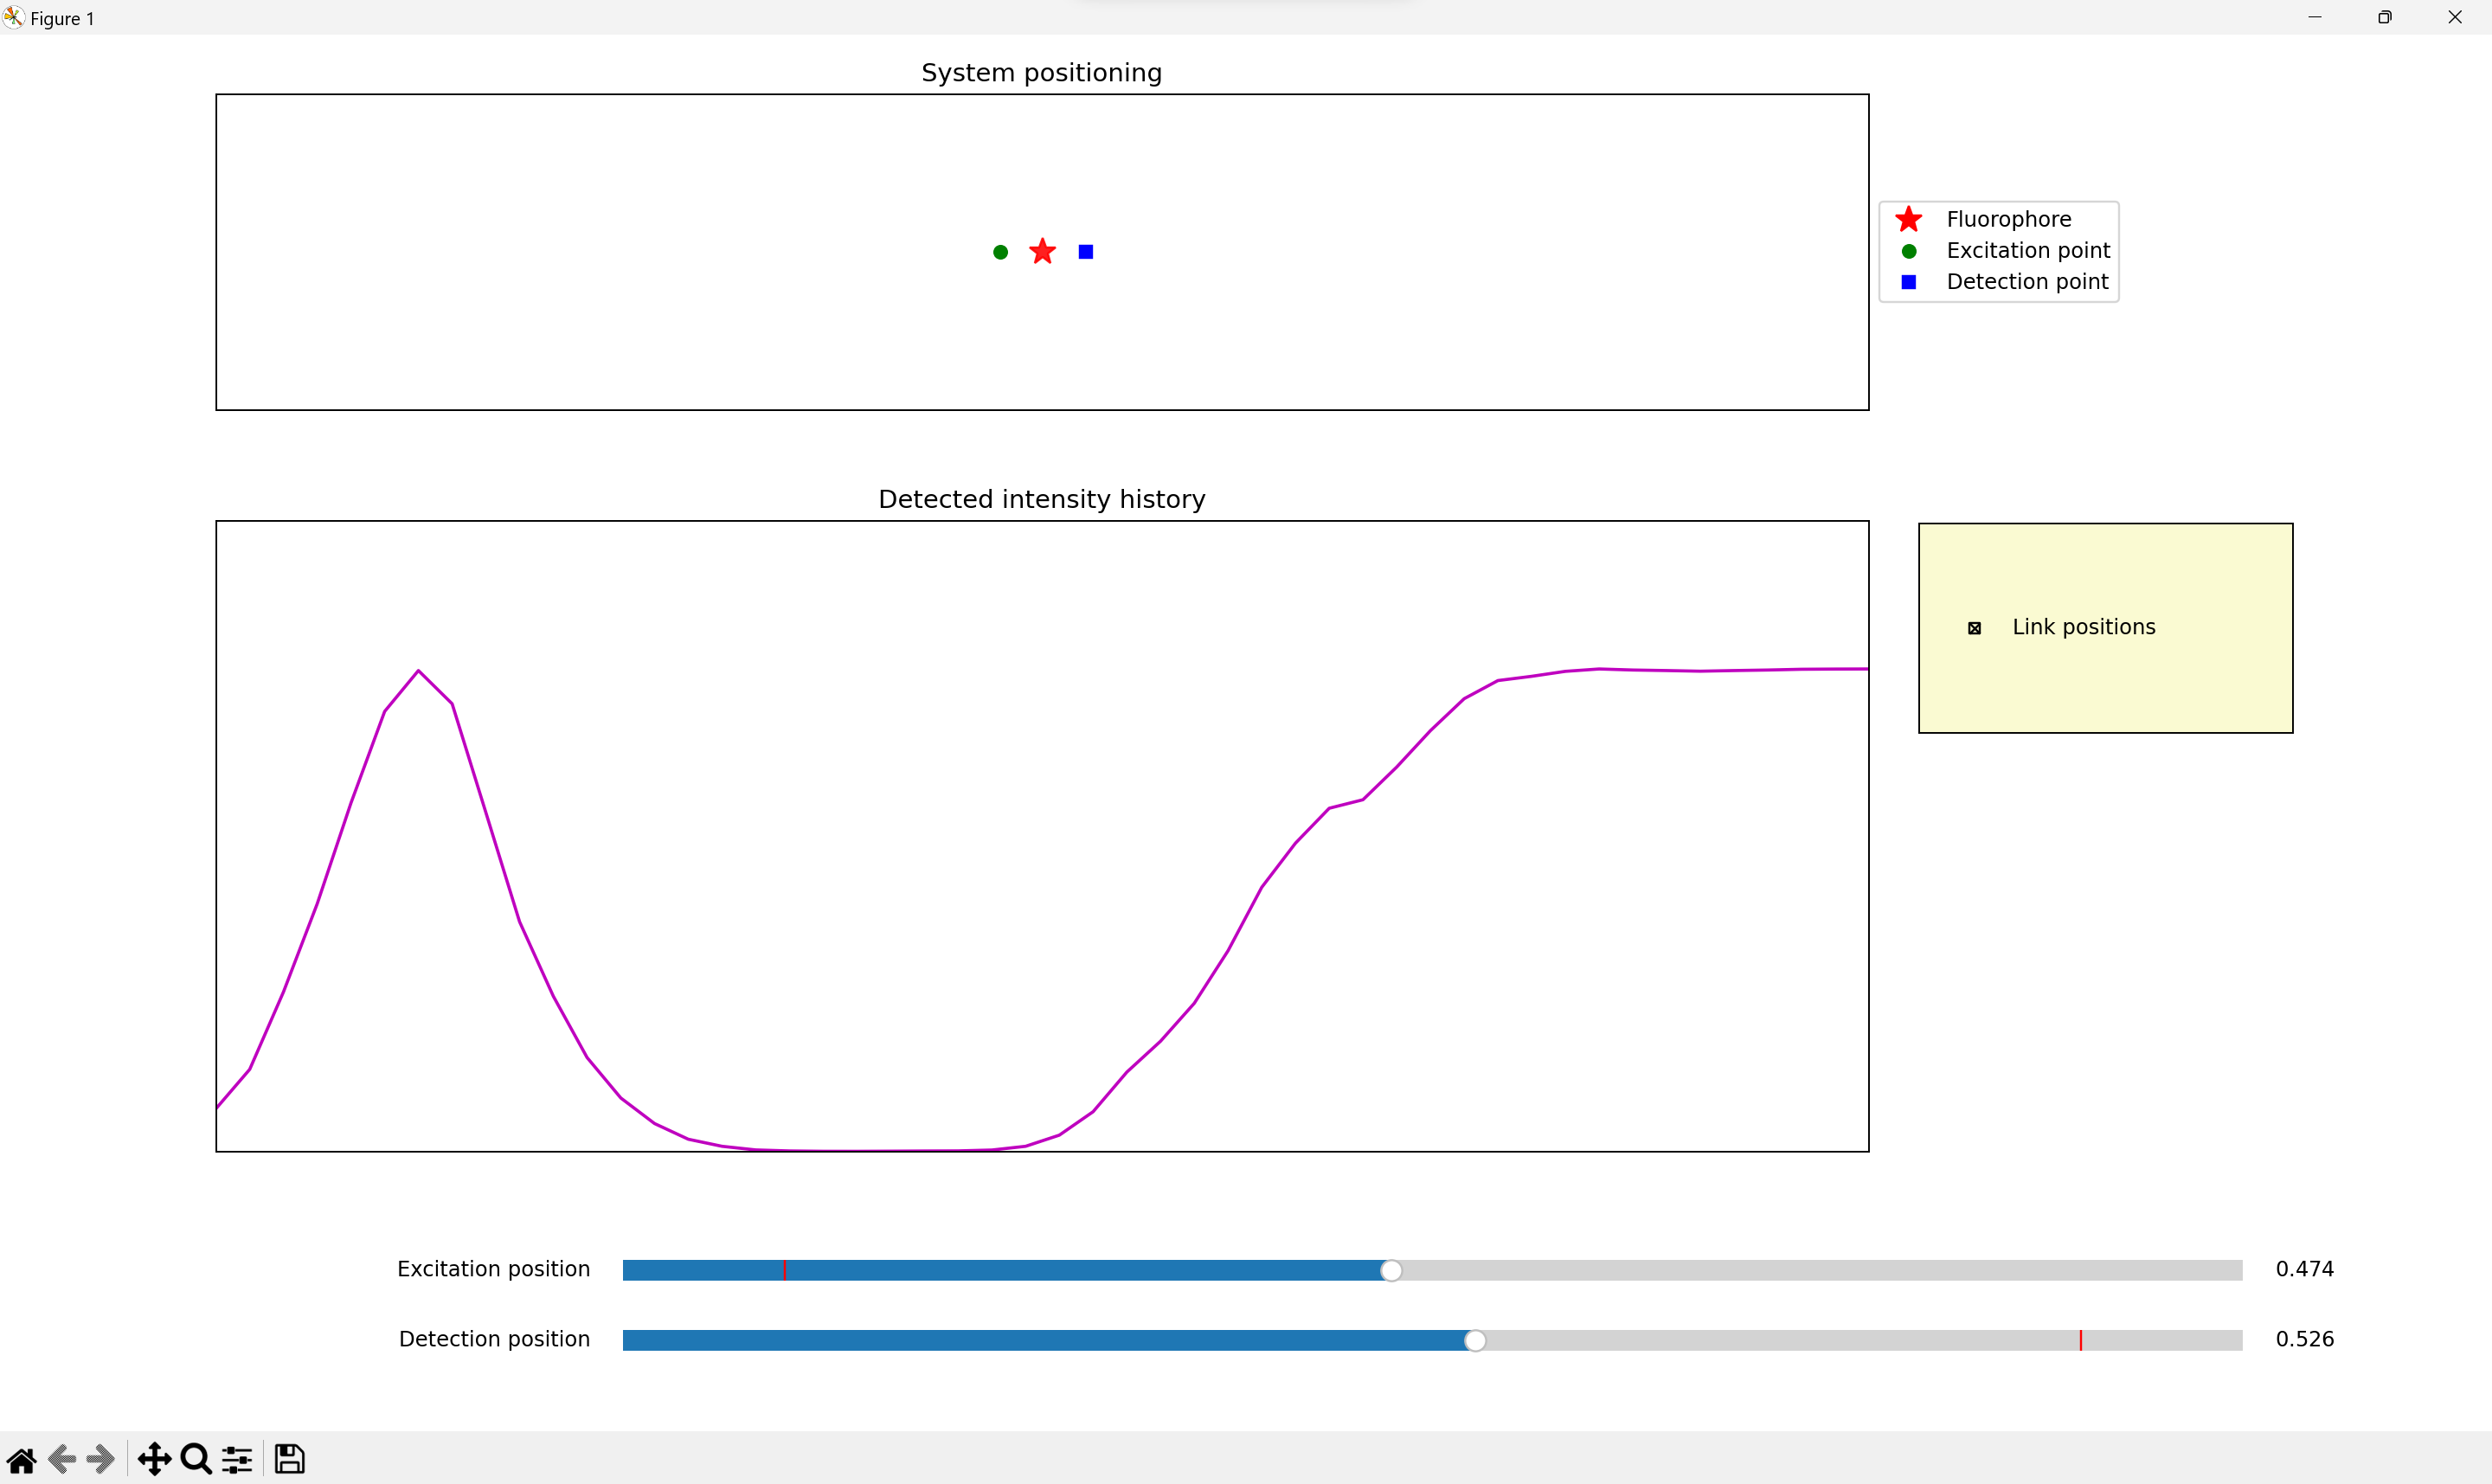 Figure 1
System positioning
Fluorophore
Excitation point
Detection point
Detected intensity history
Link positions
Excitation position 0.474
Detection position 0.526